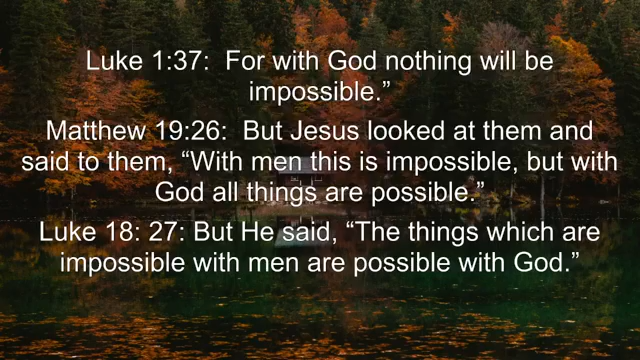 Luke 1:37:  For with God nothing will be
impossible.”
Matthew 19:26:  But Jesus looked at them and
said to them, “With men this is impossible, but with
God all things are possible.”
Luke 18: 27: But He said, “The things which are
impossible with men are possible with God.”